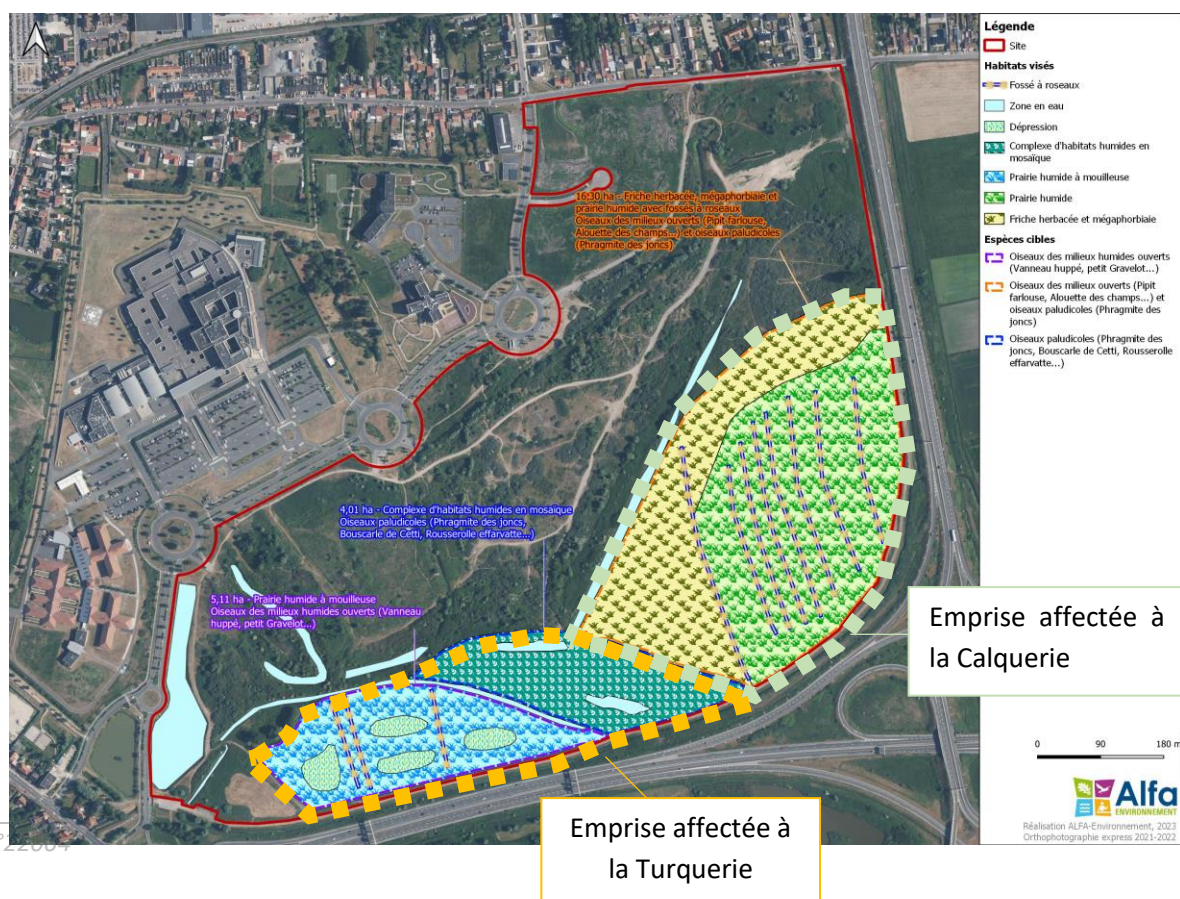 16,30 ha - Friche herbacée, mégaphorbiaie et
prairie humide avec fossés à roseaux
Oiseaux des milieux ouverts (Pipit farlouse,
Alouette des champs...) et oiseaux paludicoles
(Phragmite des joncs)
4,01 ha - Complexe d'habitats humides en mosaïque
Oiseaux paludicoles (Phragmite des joncs,
Bouscarle de Cetti, Rousserolle effarvatte...)
5,11 ha - Prairie humide à mouilleuse
Oiseaux des milieux humides ouverts (Vanneau
huppé, petit Gravelot...)
Légende
Site
Habitats visés
Fossé à roseaux
Zone en eau
Dépression
Complexe d'habitats humides en
mosaïque
Prairie humide à mouilleuse
Prairie humide
Friche herbacée et mégaphorbiaie
Espèces cibles
Oiseaux des milieux humides ouverts
(Vanneau huppé, petit Gravelot...)
Oiseaux des milieux ouverts (Pipit
farlouse, Alouette des champs...) et
oiseaux paludicoles (Phragmite des
joncs)
Oiseaux paludicoles (Phragmite des
joncs, Bouscarle de Cetti, Rousserolle
effarvatte...)
Emprise affectée à
la Calquerie
0 90 180 m
Alfa
ENVIRONNEMENT
Réalisation ALFA-Environnement, 2023
Orthophotographie express 2021-2022
Emprise affectée à
la Turquerie